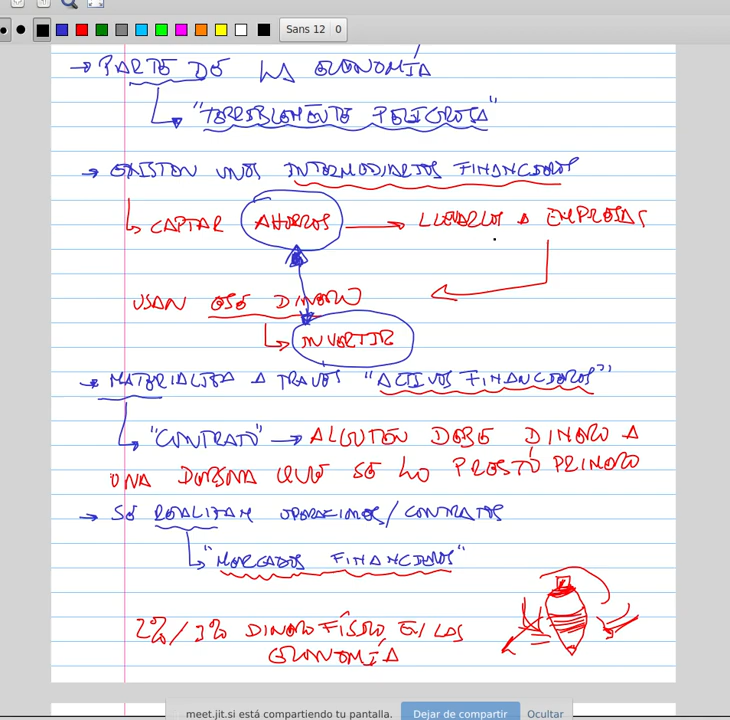 Sans 12 0
→ PARTE DE LA ECONOMÍA
"TERRIBLEMENTE PELIGROSA"
→ EXISTEN UNOS INTERMEDIARIOS FINANCIEROS
CAPTAR AHORROS → LLEVARLOS A EMPRESAS
USAN ESE DINERO
INVERTIR
→ MATERIALIZA A TRAVÉS "ACTIVOS FINANCIEROS"
"CONTRATO" → ALGUIEN DEBE DINERO A
UNA PERSONA QUE SE LO PRESTÓ PRIMERO
→ SE REALIZAN OPERACIONES/CONTRATOS
"MERCADOS FINANCIEROS"
2%/3% DINERO FÍSICO EN LAS
ECONOMÍA
meet.jit.si está compartiendo tu pantalla. Dejar de compartir Ocultar